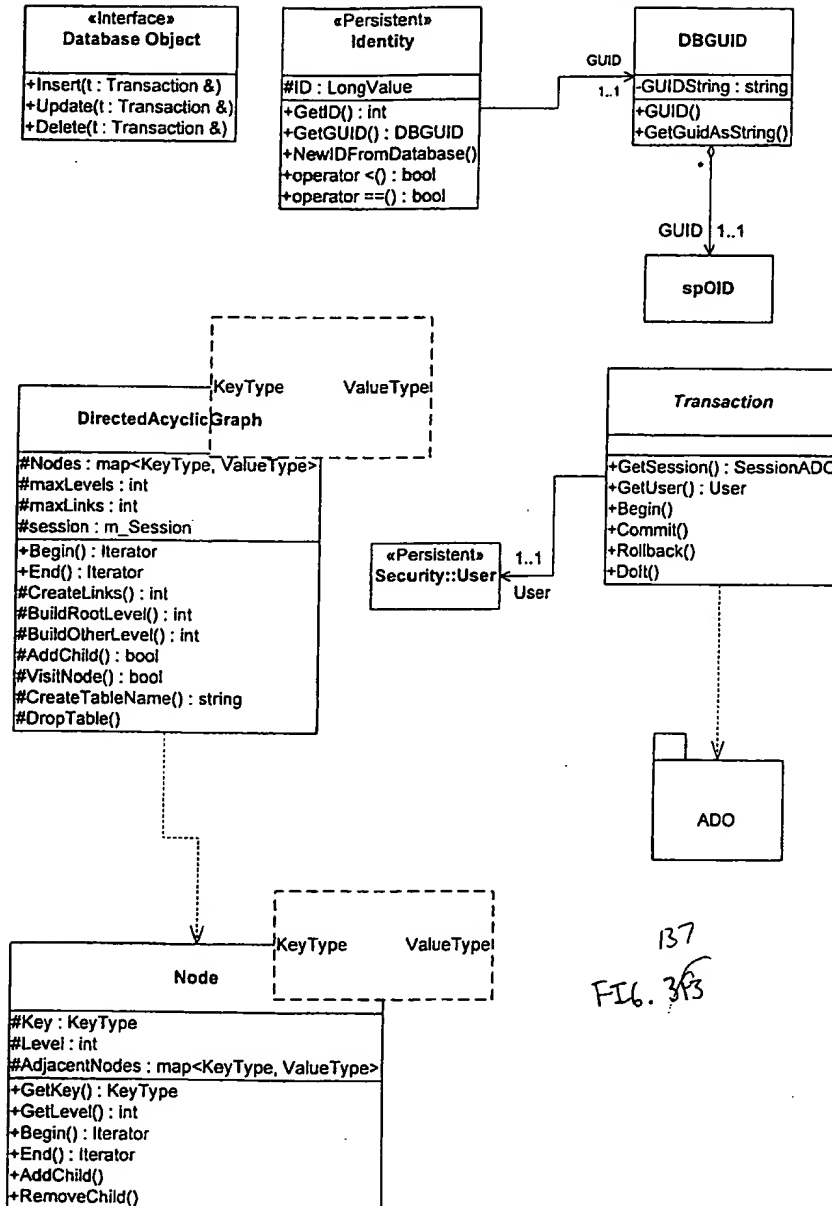 «Interface»
Database Object
+Insert(t : Transaction &)
+Update(t : Transaction &)
+Delete(t : Transaction &)
«Persistent»
Identity
#ID : LongValue
+GetID() : int
+GetGUID() : DBGUID
+NewIDFromDatabase()
+operator <() : bool
+operator ==() : bool
GUID
1..1
DBGUID
-GUIDString : string
+GUID()
+GetGuidAsString()
*
GUID 1..1
spOID
KeyType ValueType
DirectedAcyclicGraph
#Nodes : map<KeyType, ValueType>
#maxLevels : int
#maxLinks : int
#session : m_Session
+Begin() : Iterator
+End() : Iterator
#CreateLinks() : int
#BuildRootLevel() : int
#BuildOtherLevel() : int
#AddChild() : bool
#VisitNode() : bool
#CreateTableName() : string
#DropTable()
Transaction
+GetSession() : SessionADO
+GetUser() : User
+Begin()
+Commit()
+Rollback()
+DoIt()
«Persistent»
Security::User
1..1
User
ADO
KeyType ValueType
Node
#Key : KeyType
#Level : int
#AdjacentNodes : map<KeyType, ValueType>
+GetKey() : KeyType
+GetLevel() : int
+Begin() : Iterator
+End() : Iterator
+AddChild()
+RemoveChild()
137
FIG.